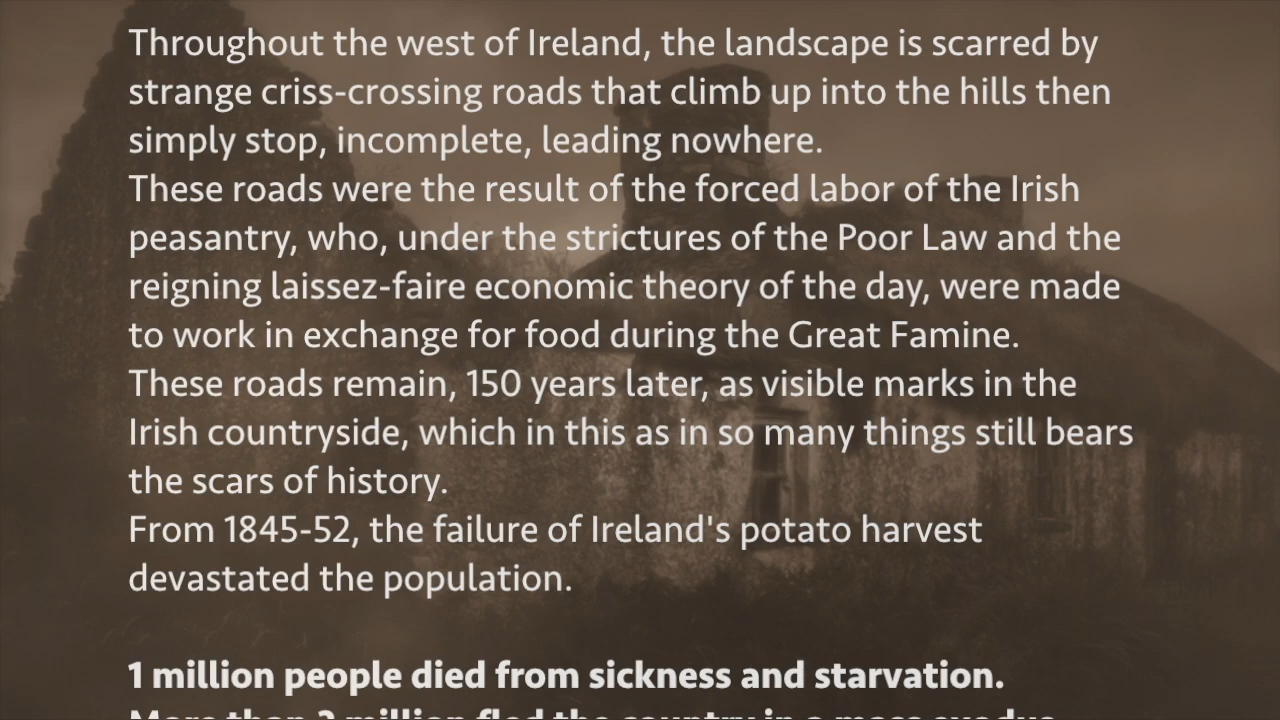 Throughout the west of Ireland, the landscape is scarred by
strange criss-crossing roads that climb up into the hills then
simply stop, incomplete, leading nowhere.
These roads were the result of the forced labor of the Irish
peasantry, who, under the strictures of the Poor Law and the
reigning laissez-faire economic theory of the day, were made
to work in exchange for food during the Great Famine.
These roads remain, 150 years later, as visible marks in the
Irish countryside, which in this as in so many things still bears
the scars of history.
From 1845-52, the failure of Ireland's potato harvest
devastated the population.
1 million people died from sickness and starvation.
More than 2 million fled the country in a mass exodus